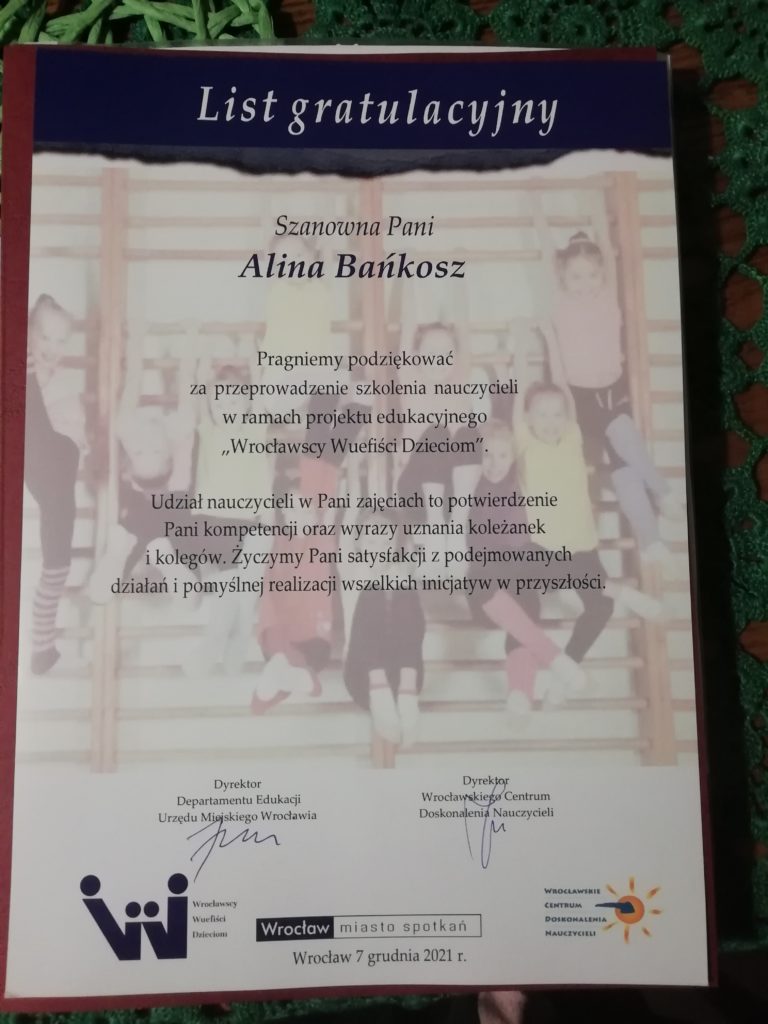 List gratulacyjny
Szanowna Pani
Alina Bańkosz
Pragniemy podziękować
za przeprowadzenie szkolenia nauczycieli
w ramach projektu edukacyjnego
„Wrocławscy Wuefiści Dzieciom”.
Udział nauczycieli w Pani zajęciach to potwierdzenie
Pani kompetencji oraz wyrazy uznania koleżanek
i kolegów. Życzymy Pani satysfakcji z podejmowanych
działań i pomyślnej realizacji wszelkich inicjatyw w przyszłości.
Dyrektor
Departamentu Edukacji
Urzędu Miejskiego Wrocławia
Dyrektor
Wrocławskiego Centrum
Doskonalenia Nauczycieli
Wrocławscy
Wuefiści
Dzieciom
Wrocław miasto spotkań
WROCŁAWSKIE
CENTRUM
DOSKONALENIA
NAUCZYCIELI
Wrocław 7 grudnia 2021 r.